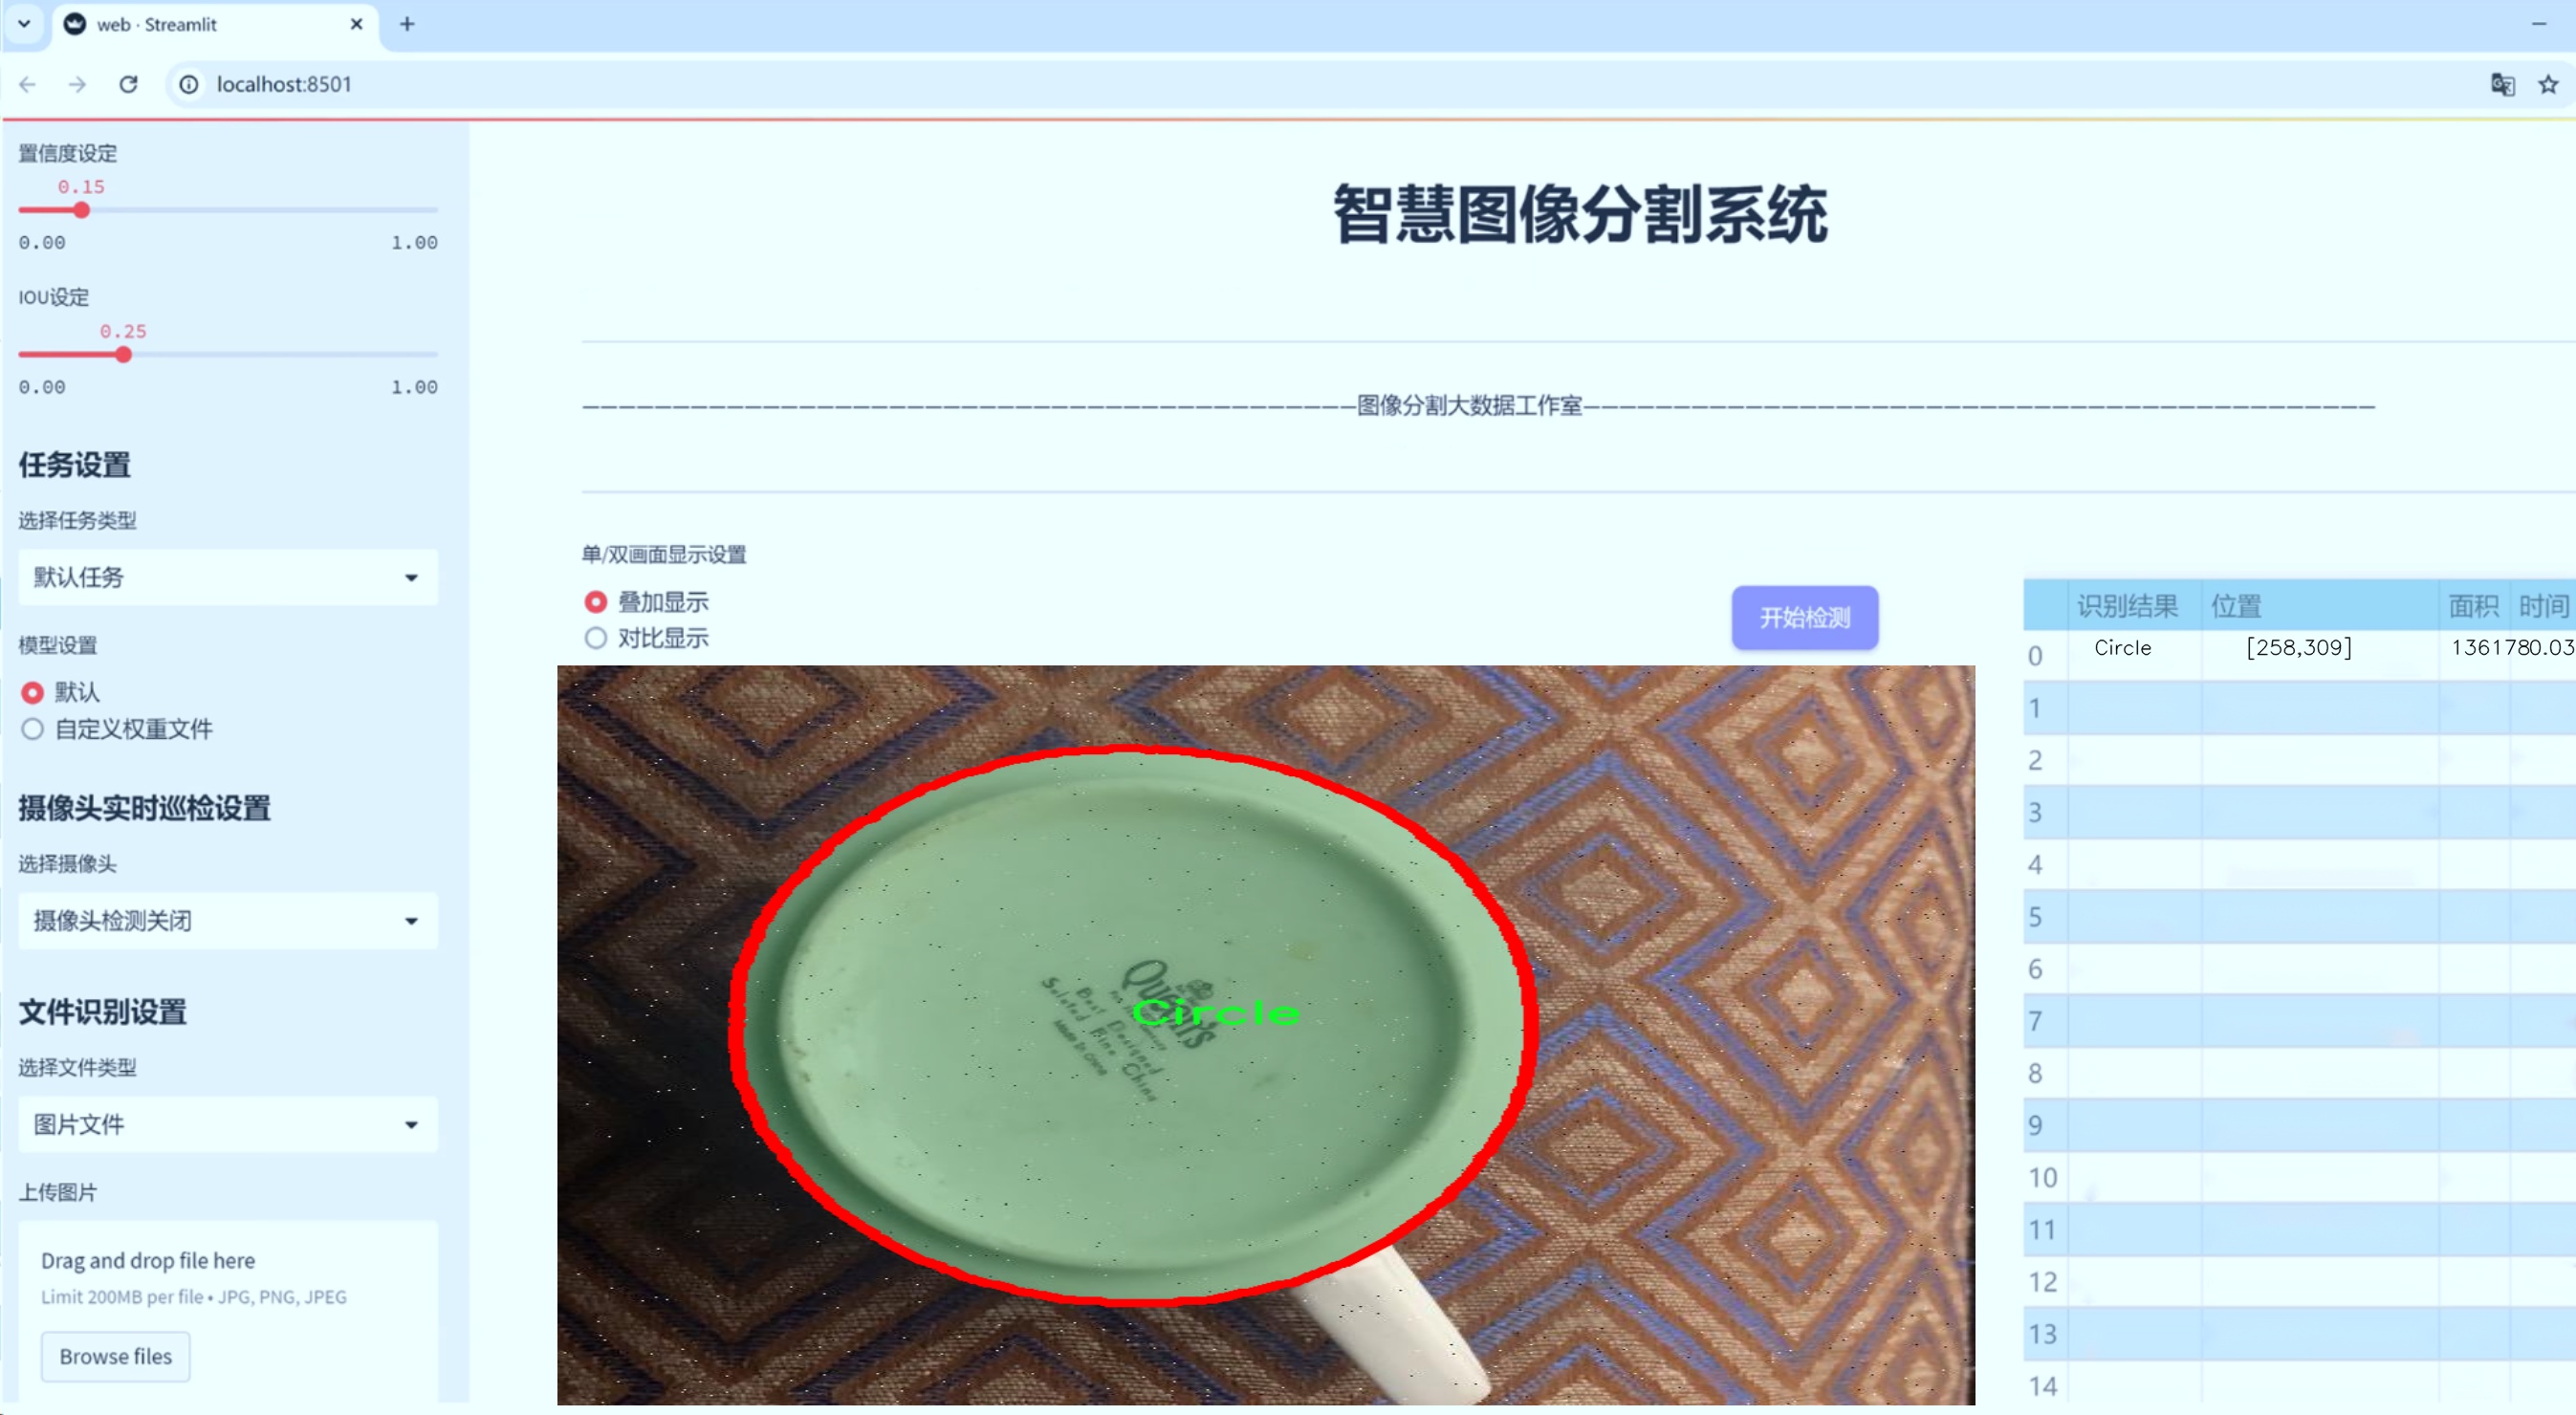 web · Streamlit
localhost:8501
置信度设定
0.15
0.00 1.00
IOU设定
0.25
0.00 1.00
任务设置
选择任务类型
默认任务
模型设置
默认
自定义权重文件
摄像头实时巡检设置
选择摄像头
摄像头检测关闭
文件识别设置
选择文件类型
图片文件
上传图片
Drag and drop file here
Limit 200MB per file • JPG, PNG, JPEG
Browse files
智慧图像分割系统
图像分割大数据工作室
单/双画面显示设置
叠加显示
对比显示
开始检测
Circle
Best Designed
Made in China
识别结果 位置 面积 时间
0 Circle [258,309] 1361780.03
1
2
3
4
5
6
7
8
9
10
11
12
13
14